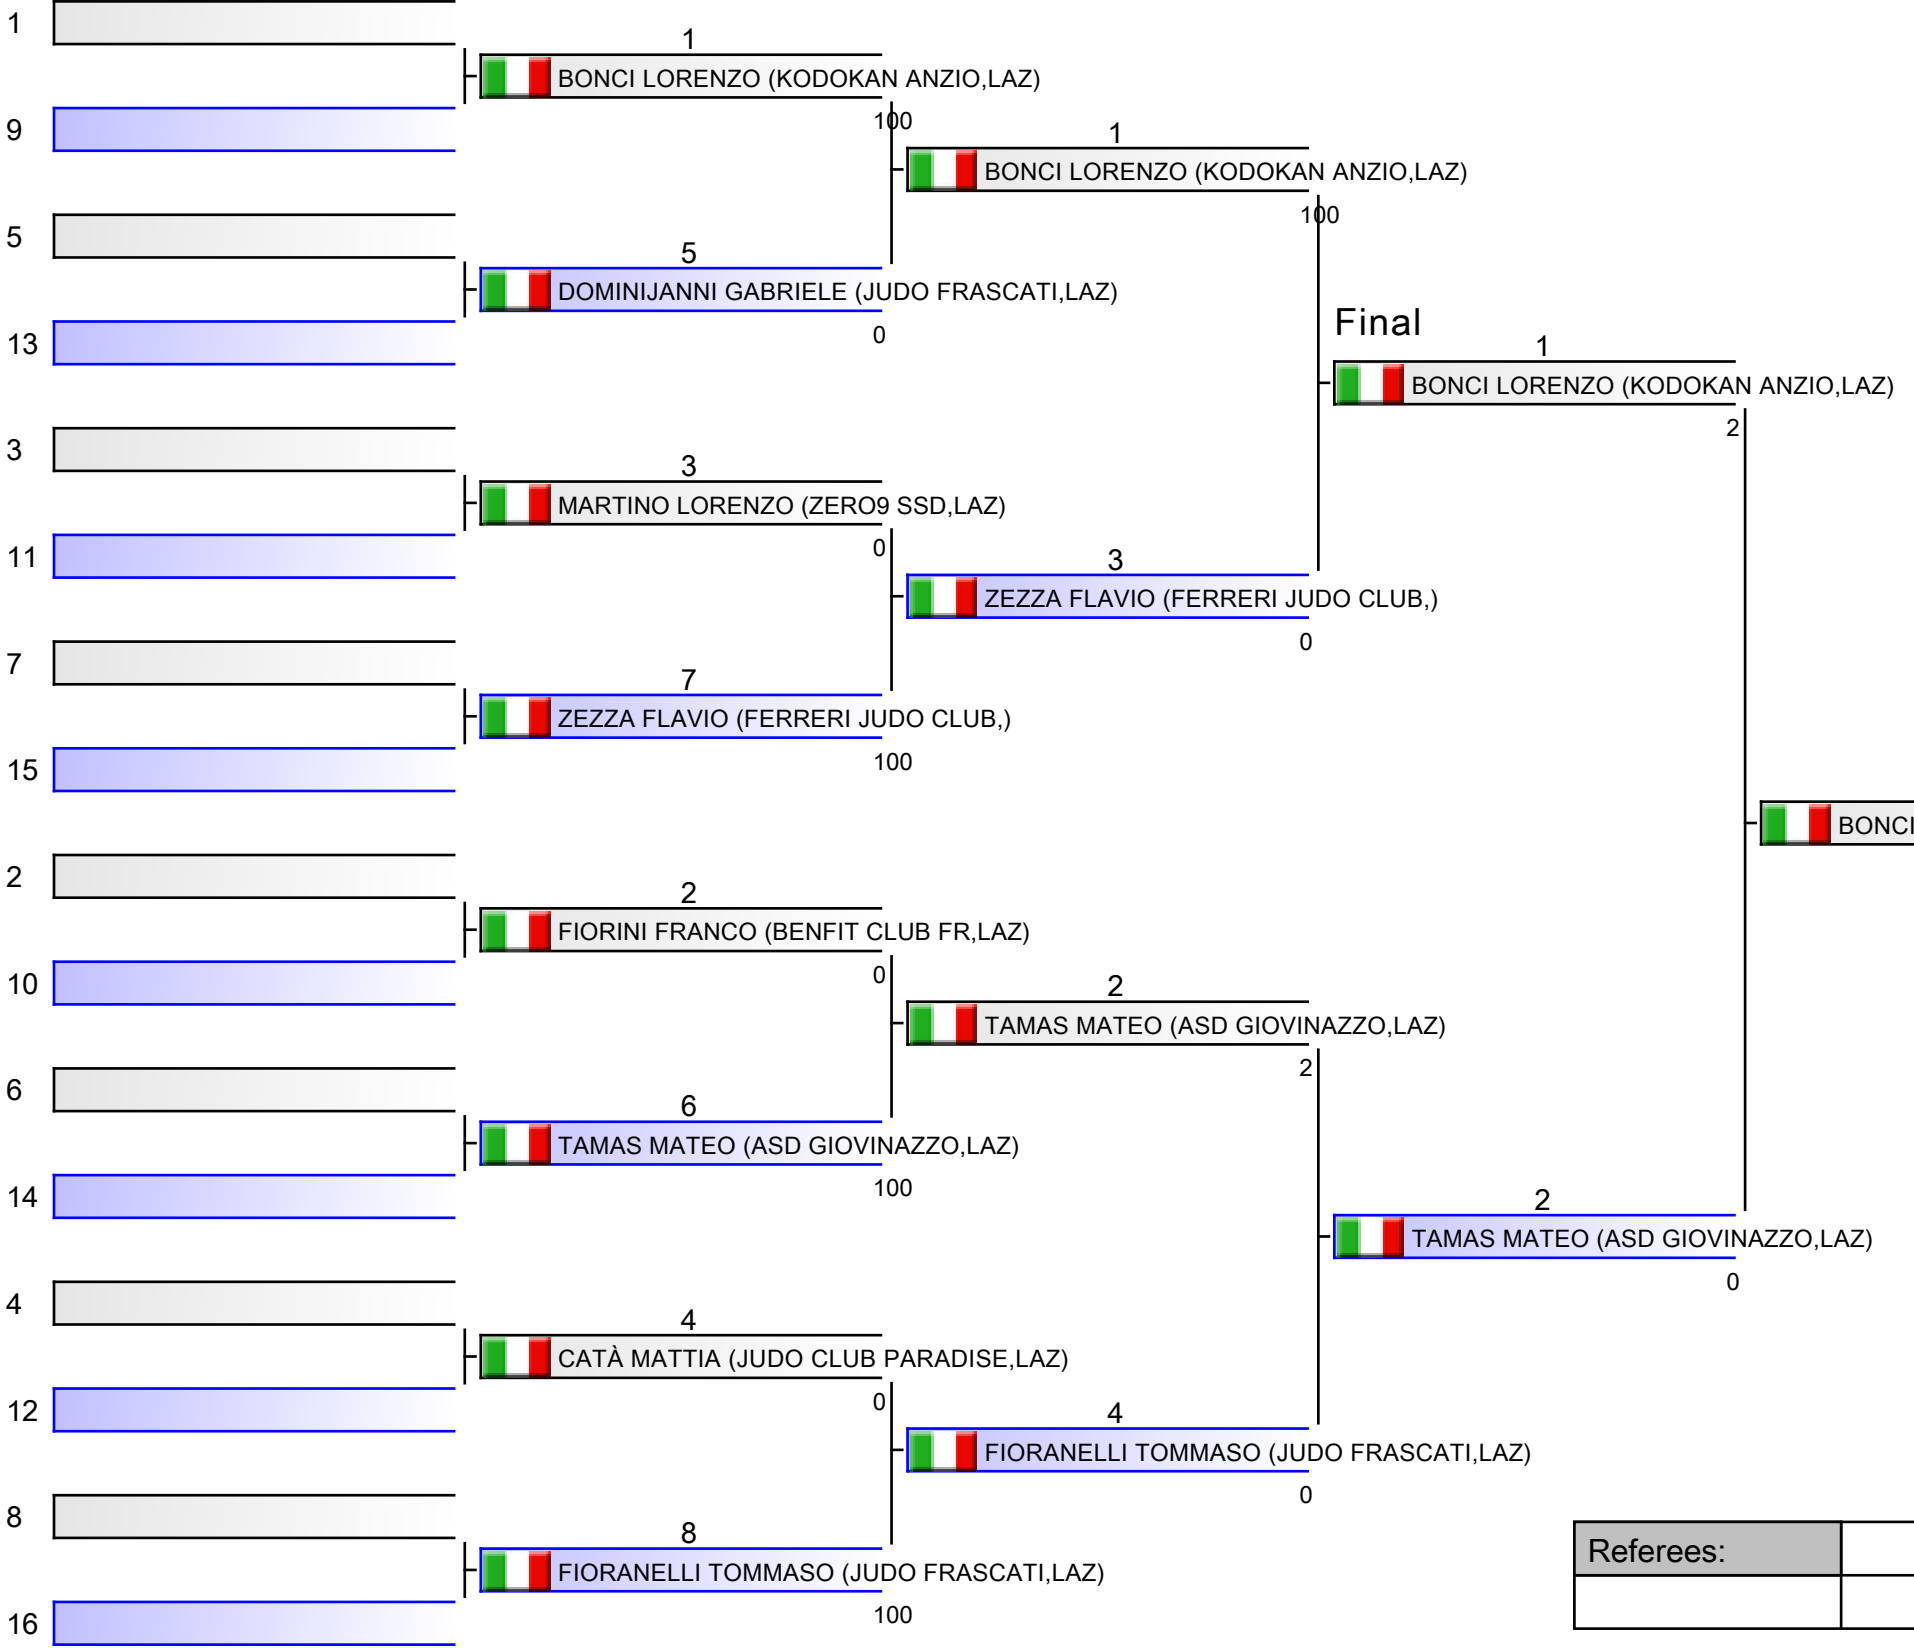 1
1
BONCI LORENZO (KODOKAN ANZIO,LAZ)
9
100
1
BONCI LORENZO (KODOKAN ANZIO,LAZ)
100
5
5
DOMINIJANNI GABRIELE (JUDO FRASCATI,LAZ)
0
13
Final
1
BONCI LORENZO (KODOKAN ANZIO,LAZ)
2
3
3
MARTINO LORENZO (ZERO9 SSD,LAZ)
0
11
3
ZEZZA FLAVIO (FERRERI JUDO CLUB,)
0
7
7
ZEZZA FLAVIO (FERRERI JUDO CLUB,)
100
15
BONCI
2
2
FIORINI FRANCO (BENFIT CLUB FR,LAZ)
0
10
2
TAMAS MATEO (ASD GIOVINAZZO,LAZ)
2
6
6
TAMAS MATEO (ASD GIOVINAZZO,LAZ)
100
14
2
TAMAS MATEO (ASD GIOVINAZZO,LAZ)
0
4
4
CATÀ MATTIA (JUDO CLUB PARADISE,LAZ)
0
12
4
FIORANELLI TOMMASO (JUDO FRASCATI,LAZ)
0
8
8
FIORANELLI TOMMASO (JUDO FRASCATI,LAZ)
100
16
Referees: